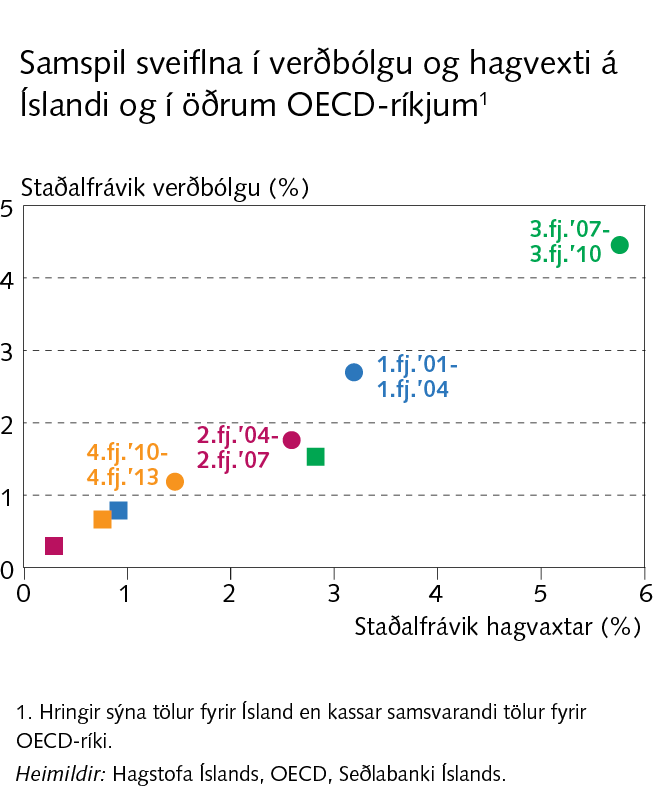 Samspil sveiflna í verðbólgu og hagvexti á
Íslandi og í öðrum OECD-ríkjum¹
Staðalfrávik verðbólgu (%)
5
4
3
2
1
0
3.fj.'07-
3.fj.'10
1.fj.'01-
1.fj.'04
2.fj.'04-
2.fj.'07
4.fj.'10-
4.fj.'13
0 1 2 3 4 5 6
Staðalfrávik hagvaxtar (%)
1. Hringir sýna tölur fyrir Ísland en kassar samsvarandi tölur fyrir
OECD-ríki.
Heimildir: Hagstofa Íslands, OECD, Seðlabanki Íslands.